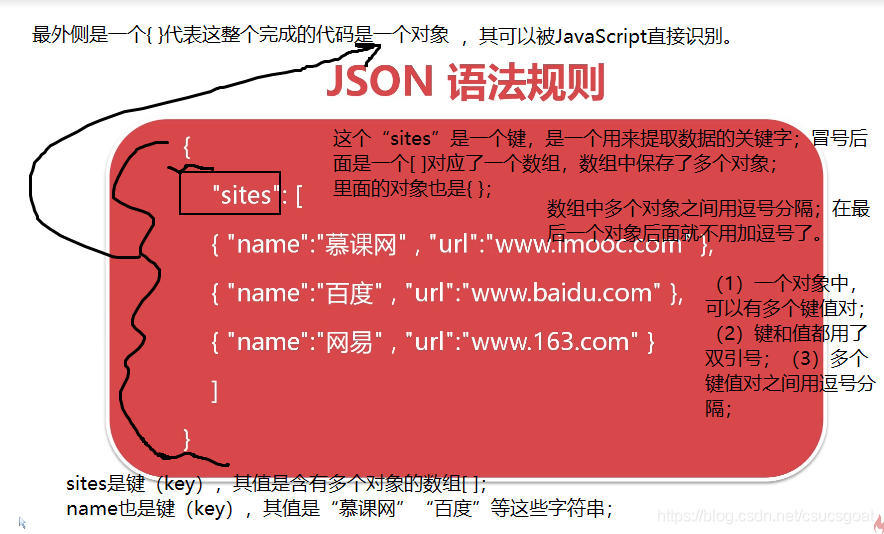 最外侧是一个{ }代表这整个完成的代码是一个对象 ，其可以被JavaScript直接识别。
JSON 语法规则
{
这个“sites”是一个键，是一个用来提取数据的关键字；冒号后
面是一个[ ]对应了一个数组，数组中保存了多个对象；
里面的对象也是{ }；
"sites": [
数组中多个对象之间用逗号分隔；在最
后一个对象后面就不用加逗号了。
{ "name":"慕课网" , "url":"www.imooc.com" },
{ "name":"百度" , "url":"www.baidu.com" },
{ "name":"网易" , "url":"www.163.com" }
]
}
（1）一个对象中，
可以有多个键值对；
（2）键和值都用了
双引号；（3）多个
键值对之间用逗号分
隔；
sites是键（key），其值是含有多个对象的数组[ ]；
name也是键（key），其值是“慕课网”“百度”等这些字符串；
https://blog.csdn.net/csucsgoat